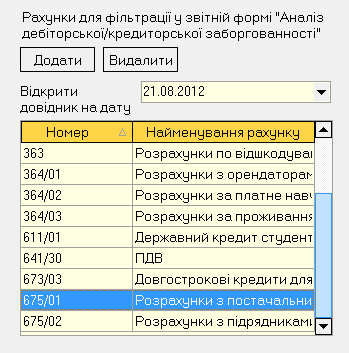 Рахунки для фільтрації у звітній формі "Аналіз
дебіторської/кредиторської заборгованності"
Додати Видалити
Відкрити
довідник на дату 21.08.2012
Номер Найменування рахунку
363 Розрахунки по відшкодуван
364/01 Розрахунки з орендаторам
364/02 Розрахунки за платне навч
364/03 Розрахунки за проживання
611/01 Державний кредит студент
641/30 ПДВ
673/03 Довгострокові кредити для
675/01 Розрахунки з постачальни
675/02 Розрахунки з підрядниками